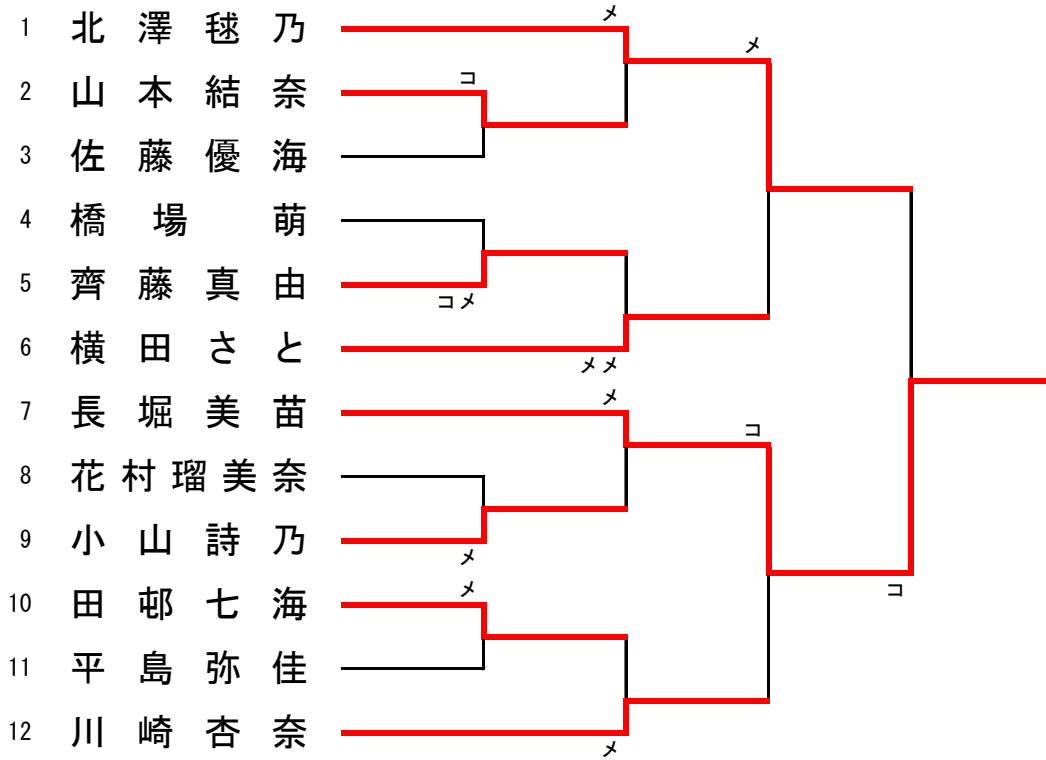 メ
1 北澤毬乃
メ
コ
2 山本結奈
3 佐藤優海
4 橋場 萌
5 齊藤真由
コメ
6 横田さと
メメ
メ
7 長堀美苗
コ
8 花村瑠美奈
9 小山詩乃
メ
メ
コ
10 田邨七海
11 平島弥佳
12 川崎杏奈
メ